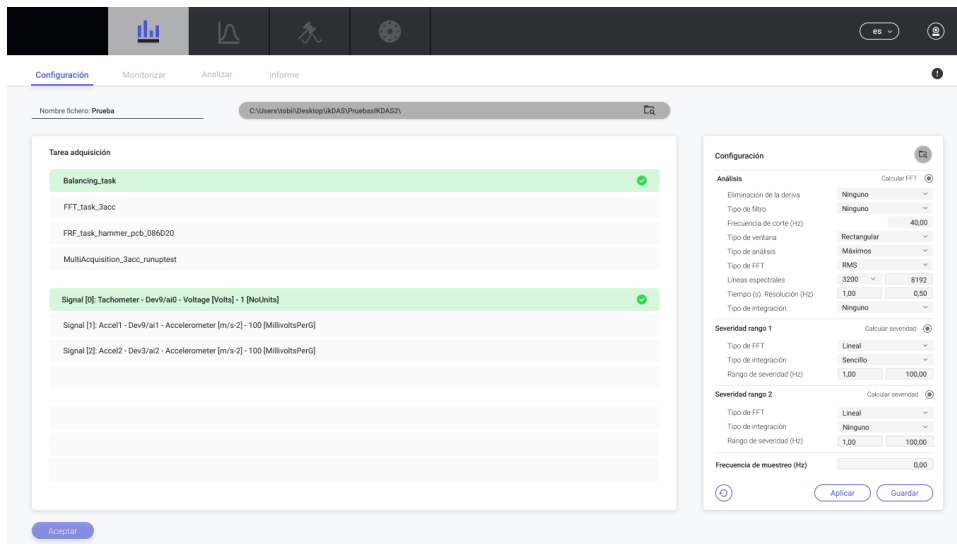 es
Configuración Monitorizar Analizar Informe
Nombre fichero: Prueba C:\Users\tobii\Desktop\ikDAS\PruebasIKDAS2\
Tarea adquisición
Balancing_task
FFT_task_3acc
FRF_task_hammer_pcb_086D20
MultiAcquisition_3acc_runuptest
Signal [0]: Tachometer - Dev9/ai0 - Voltage [Volts] - 1 [NoUnits]
Signal [1]: Accel1 - Dev9/ai1 - Accelerometer [m/s-2] - 100 [MillivoltsPerG]
Signal [2]: Accel2 - Dev3/ai2 - Accelerometer [m/s-2] - 100 [MillivoltsPerG]
Aceptar
Configuración
Análisis Calcular FFT
Eliminación de la deriva Ninguno
Tipo de filtro Ninguno
Frecuencia de corte (Hz) 40,00
Tipo de ventana Rectangular
Tipo de análisis Máximos
Tipo de FFT RMS
Líneas espectrales 3200 8192
Tiempo (s). Resolución (Hz) 1,00 0,50
Tipo de integración Ninguno
Severidad rango 1 Calcular severidad
Tipo de FFT Lineal
Tipo de integración Sencillo
Rango de severidad (Hz) 1,00 100,00
Severidad rango 2 Calcular severidad
Tipo de FFT Lineal
Tipo de integración Ninguno
Rango de severidad (Hz) 1,00 100,00
Frecuencia de muestreo (Hz) 0,00
Aplicar Guardar